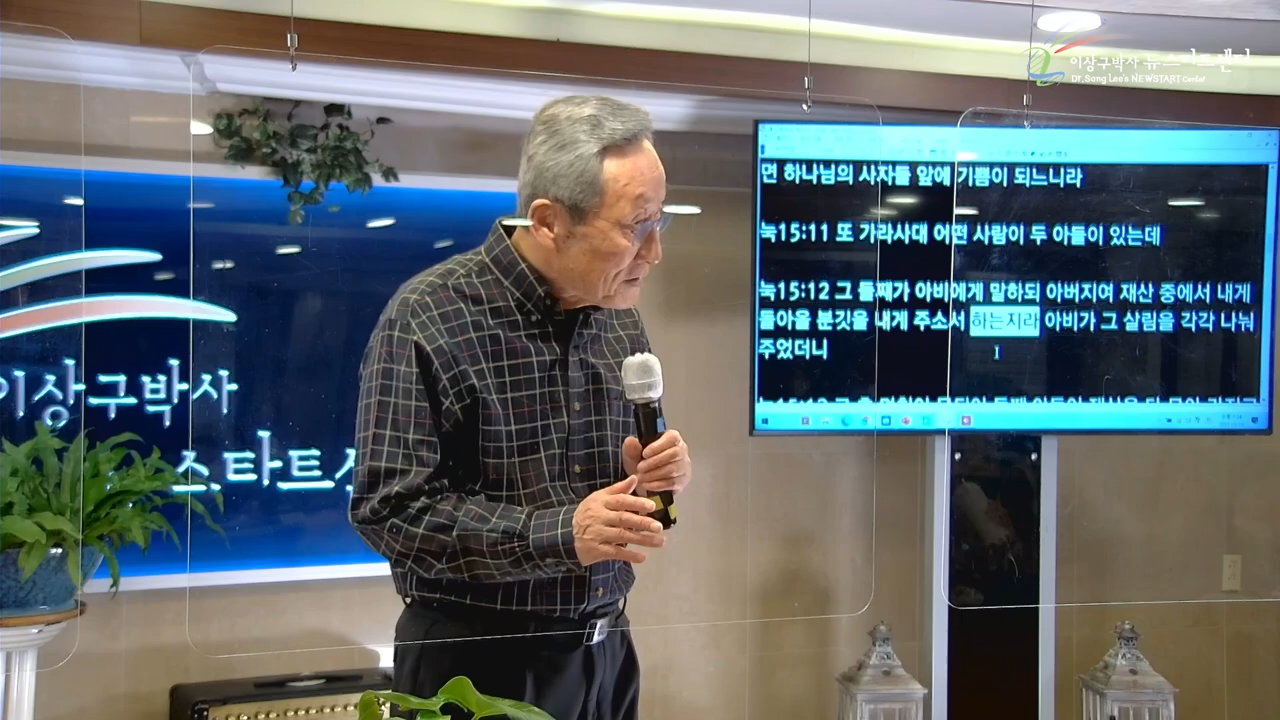 이상구박사 뉴스타트센터
Dr. Sang Lee's NEWSTART Center
면 하나님의 사자들 앞에 기쁨이 되느니라
눅15:11 또 가라사대 어떤 사람이 두 아들이 있는데
눅15:12 그 둘째가 아비에게 말하되 아버지여 재산 중에서 내게
돌아올 분깃을 내게 주소서 하는지라 아비가 그 살림을 각각 나눠
주었더니
이상구박사
스타트